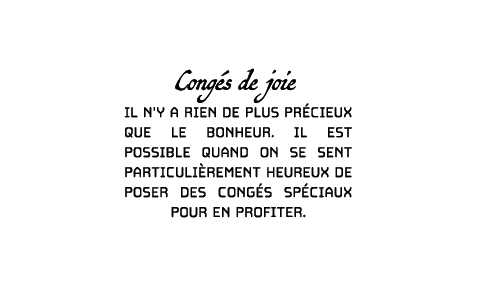 Congés de joie
IL N'Y A RIEN DE PLUS PRÉCIEUX
QUE LE BONHEUR. IL EST
POSSIBLE QUAND ON SE SENT
PARTICULIÈREMENT HEUREUX DE
POSER DES CONGÉS SPÉCIAUX
POUR EN PROFITER.